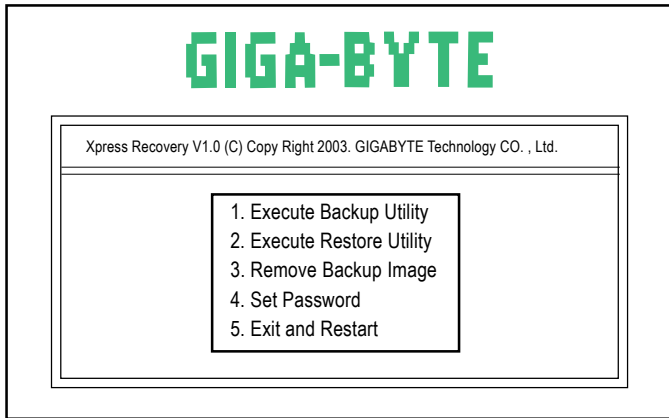 GIGA-BYTE
Xpress Recovery V1.0 (C) Copy Right 2003. GIGABYTE Technology CO. , Ltd.
1. Execute Backup Utility
2. Execute Restore Utility
3. Remove Backup Image
4. Set Password
5. Exit and Restart